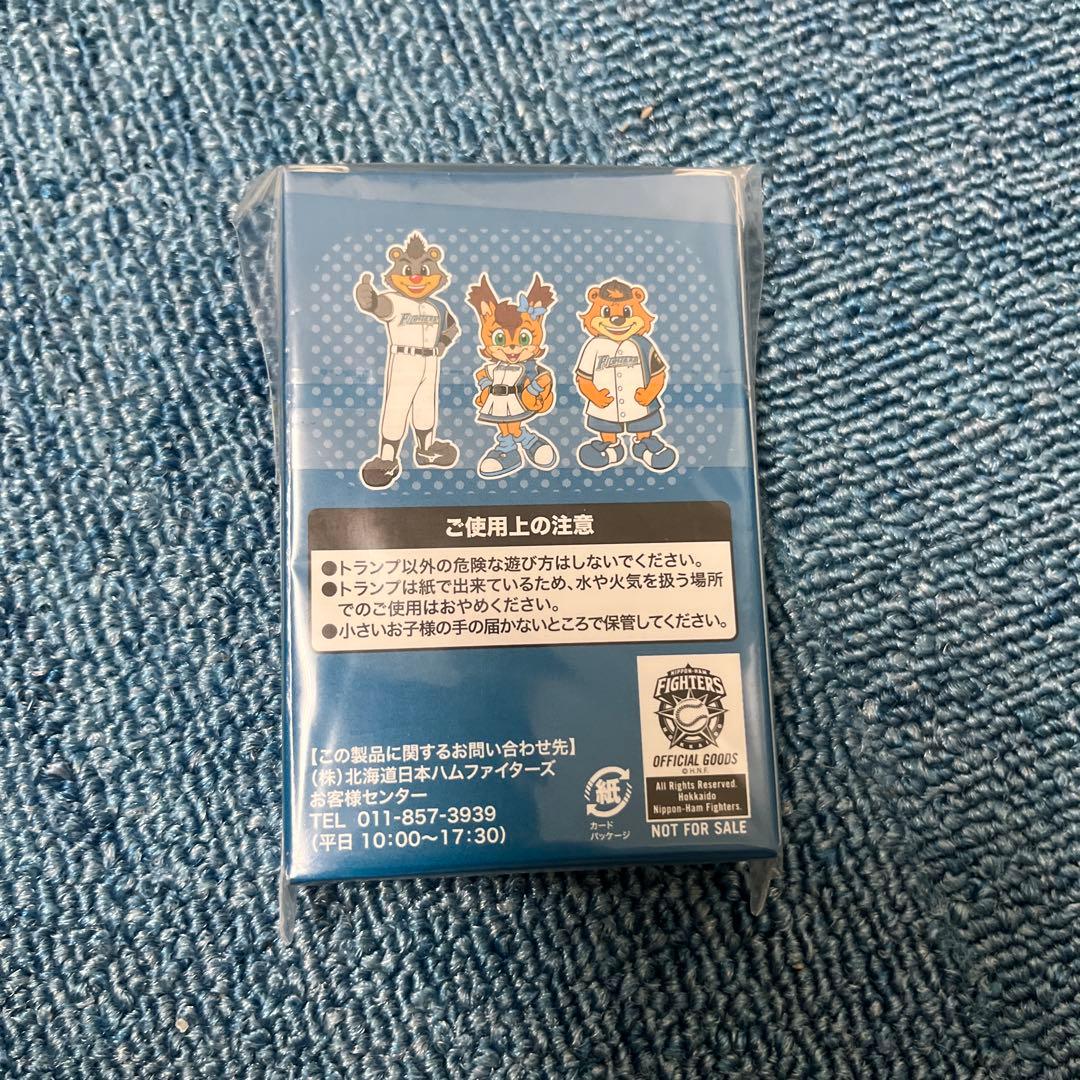 FIGHTERS
FIGHTERS
ご使用上の注意
●トランプ以外の危険な遊び方はしないでください。
●トランプは紙で出来ているため、水や火気を扱う場所
でのご使用はおやめください。
●小さいお子様の手の届かないところで保管してください。
【この製品に関するお問い合わせ先】
(株)北海道日本ハムファイターズ
お客様センター
TEL 011-857-3939
(平日 10:00〜17:30)
紙
カード
パッケージ
NIPPON-HAM
FIGHTERS
OFFICIAL GOODS
©H.N.F.
All Rights Reserved.
Hokkaido
Nippon-Ham Fighters.
NOT FOR SALE